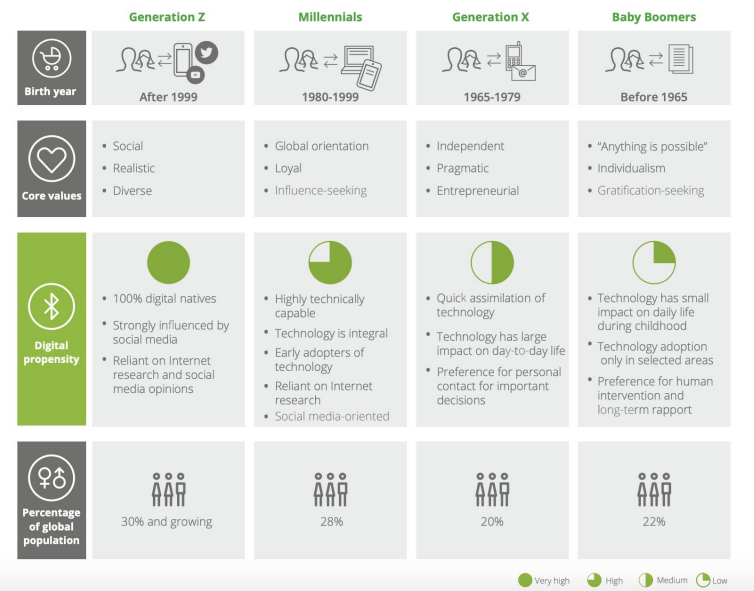 Generation Z
Millennials
Generation X
Baby Boomers
Birth year
After 1999
1980-1999
@
1965-1979
Before 1965
Core values
• Social
• Realistic
• Diverse
• Global orientation
• Loyal
• Influence-seeking
• Independent
• Pragmatic
• Entrepreneurial
• “Anything is possible”
• Individualism
• Gratification-seeking
Digital
propensity
• 100% digital natives
• Strongly influenced by
social media
• Reliant on Internet
research and social
media opinions
• Highly technically
capable
• Technology is integral
• Early adopters of
technology
• Reliant on Internet
research
• Social media-oriented
• Quick assimilation of
technology
• Technology has large
impact on day-to-day life
• Preference for personal
contact for important
decisions
• Technology has small
impact on daily life
during childhood
• Technology adoption
only in selected areas
• Preference for human
intervention and
long-term rapport
Percentage
of global
population
30% and growing
28%
20%
22%
Very high
High
Medium
Low